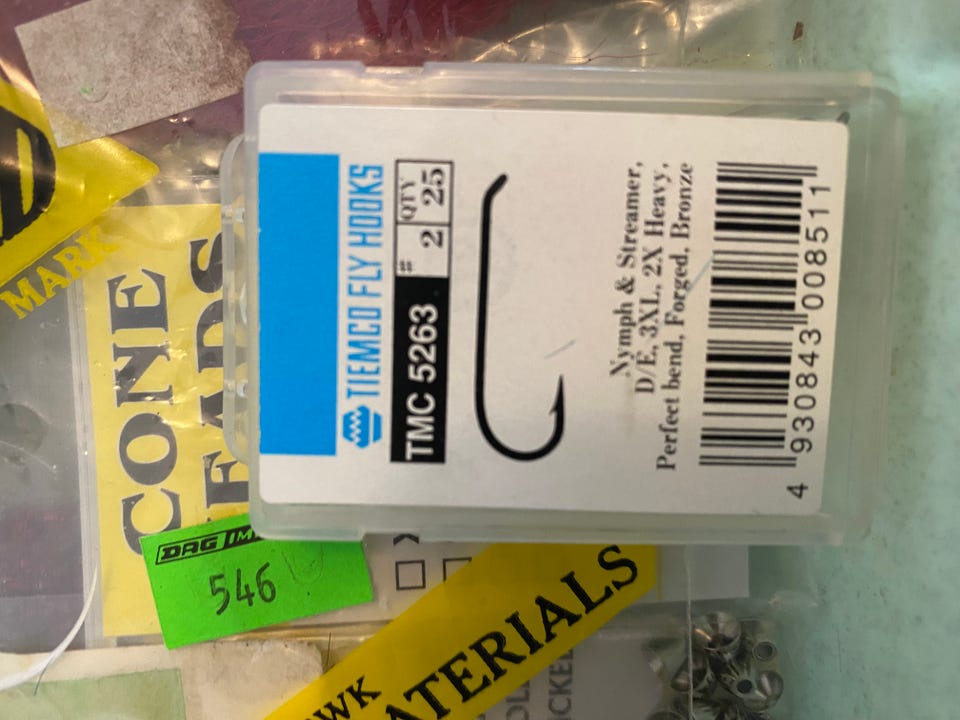 TIEMCO FLY HOOKS
TMC 5263
# QTY
2 25
Nymph & Streamer,
D/E, 3XL, 2X Heavy,
Perfect bend, Forged, Bronze
4 930843 008511
MARK
CONE
DAG
546